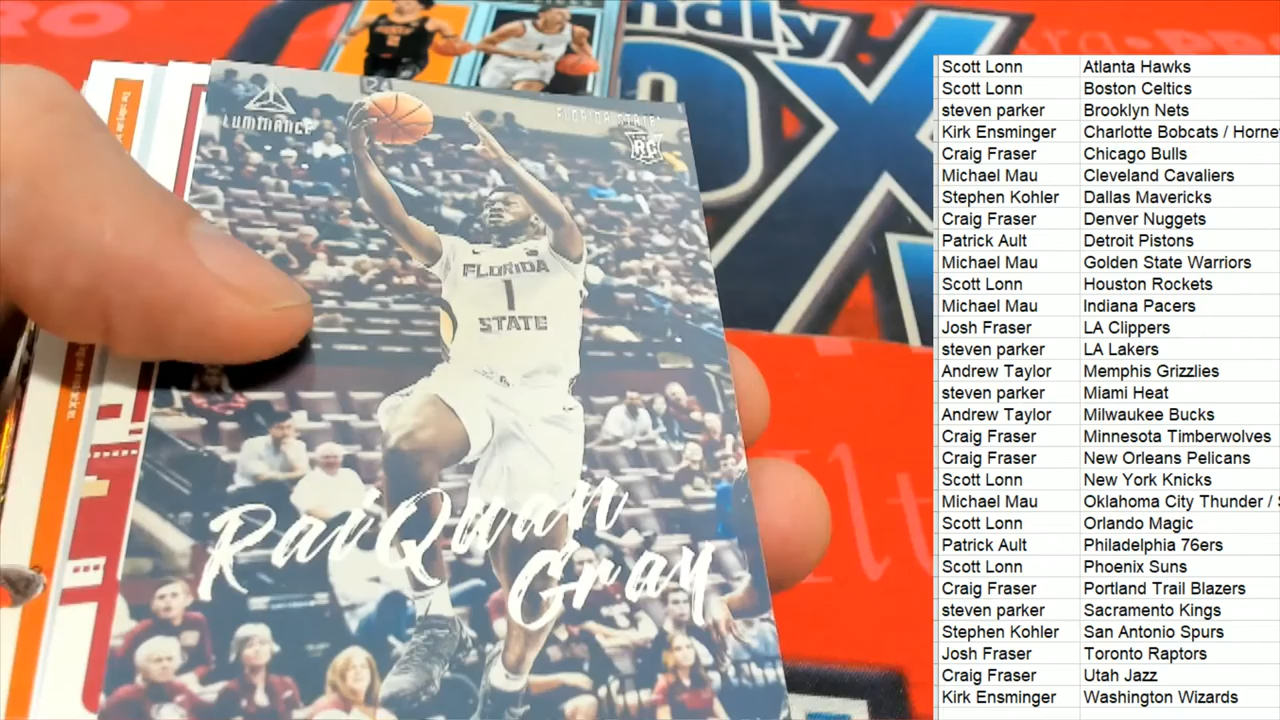 ndly
OX
LUMINANCE
FLORIDA STATE
RC
FLORIDA
1
STATE
RaiQuan
Gray
Scott Lonn Atlanta Hawks
Scott Lonn Boston Celtics
steven parker Brooklyn Nets
Kirk Ensminger Charlotte Bobcats / Horne
Craig Fraser Chicago Bulls
Michael Mau Cleveland Cavaliers
Stephen Kohler Dallas Mavericks
Craig Fraser Denver Nuggets
Patrick Ault Detroit Pistons
Michael Mau Golden State Warriors
Scott Lonn Houston Rockets
Michael Mau Indiana Pacers
Josh Fraser LA Clippers
steven parker LA Lakers
Andrew Taylor Memphis Grizzlies
steven parker Miami Heat
Andrew Taylor Milwaukee Bucks
Craig Fraser Minnesota Timberwolves
Craig Fraser New Orleans Pelicans
Scott Lonn New York Knicks
Michael Mau Oklahoma City Thunder /
Scott Lonn Orlando Magic
Patrick Ault Philadelphia 76ers
Scott Lonn Phoenix Suns
Craig Fraser Portland Trail Blazers
steven parker Sacramento Kings
Stephen Kohler San Antonio Spurs
Josh Fraser Toronto Raptors
Craig Fraser Utah Jazz
Kirk Ensminger Washington Wizards